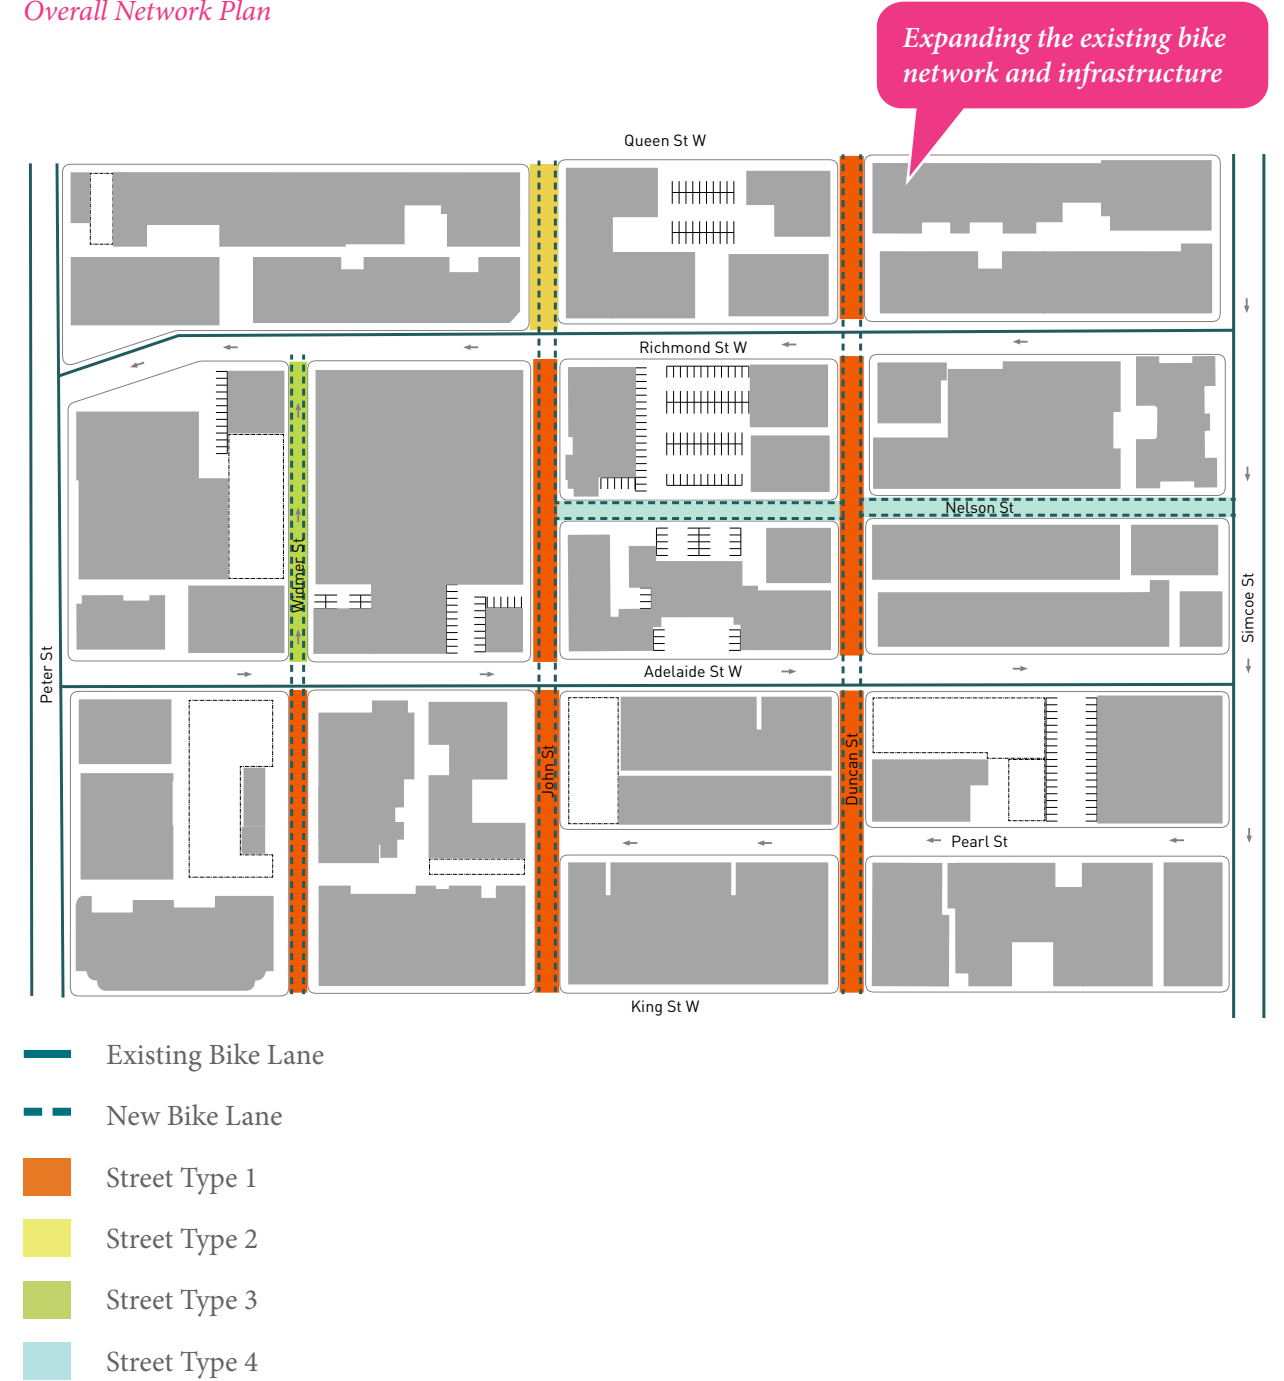 Overall Network Plan
Expanding the existing bike
network and infrastructure
Queen St W
Richmond St W
Nelson St
Widmer St
Simcoe St
Peter St
Adelaide St W
John St
Duncan St
Pearl St
King St W
Existing Bike Lane
New Bike Lane
Street Type 1
Street Type 2
Street Type 3
Street Type 4